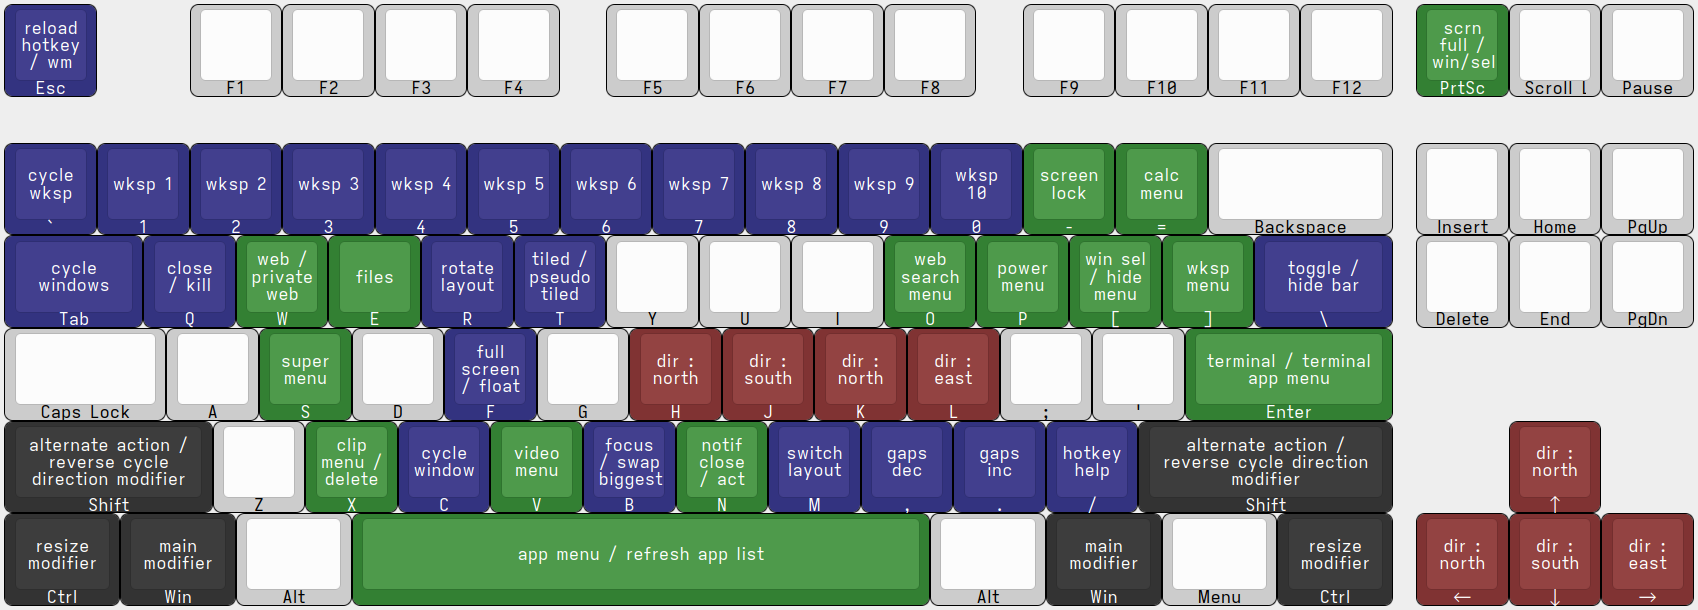 reload
hotkey
/ wm
Esc
F1
F2
F3
F4
F5
F6
F7
F8
F9
F10
F11
F12
scrn
full /
win/sel
PrtSc
Scroll L
Pause
cycle
wksp
`
wksp 1
1
wksp 2
2
wksp 3
3
wksp 4
4
wksp 5
5
wksp 6
6
wksp 7
7
wksp 8
8
wksp 9
9
wksp
10
0
screen
lock
-
calc
menu
=
Backspace
Insert
Home
PgUp
cycle
windows
Tab
close
/ kill
Q
web /
private
web
W
files
E
rotate
layout
R
tiled /
pseudo
tiled
T
Y
U
I
web
search
menu
O
power
menu
P
win sel
/ hide
menu
[
wksp
menu
]
toggle /
hide bar
\
Delete
End
PgDn
Caps Lock
A
super
menu
S
D
full
screen
/ float
F
G
dir :
north
H
dir :
south
J
dir :
north
K
dir :
east
L
;
'
terminal / terminal
app menu
Enter
alternate action /
reverse cycle
direction modifier
Shift
Z
clip
menu /
delete
X
cycle
window
C
video
menu
V
focus
/ swap
biggest
B
notif
close
/ act
N
switch
layout
M
gaps
dec
,
gaps
inc
.
hotkey
help
/
alternate action /
reverse cycle direction
modifier
Shift
dir :
north
↑
resize
modifier
Ctrl
main
modifier
Win
Alt
app menu / refresh app list
Alt
main
modifier
Win
Menu
resize
modifier
Ctrl
dir :
north
←
dir :
south
↓
dir :
east
→